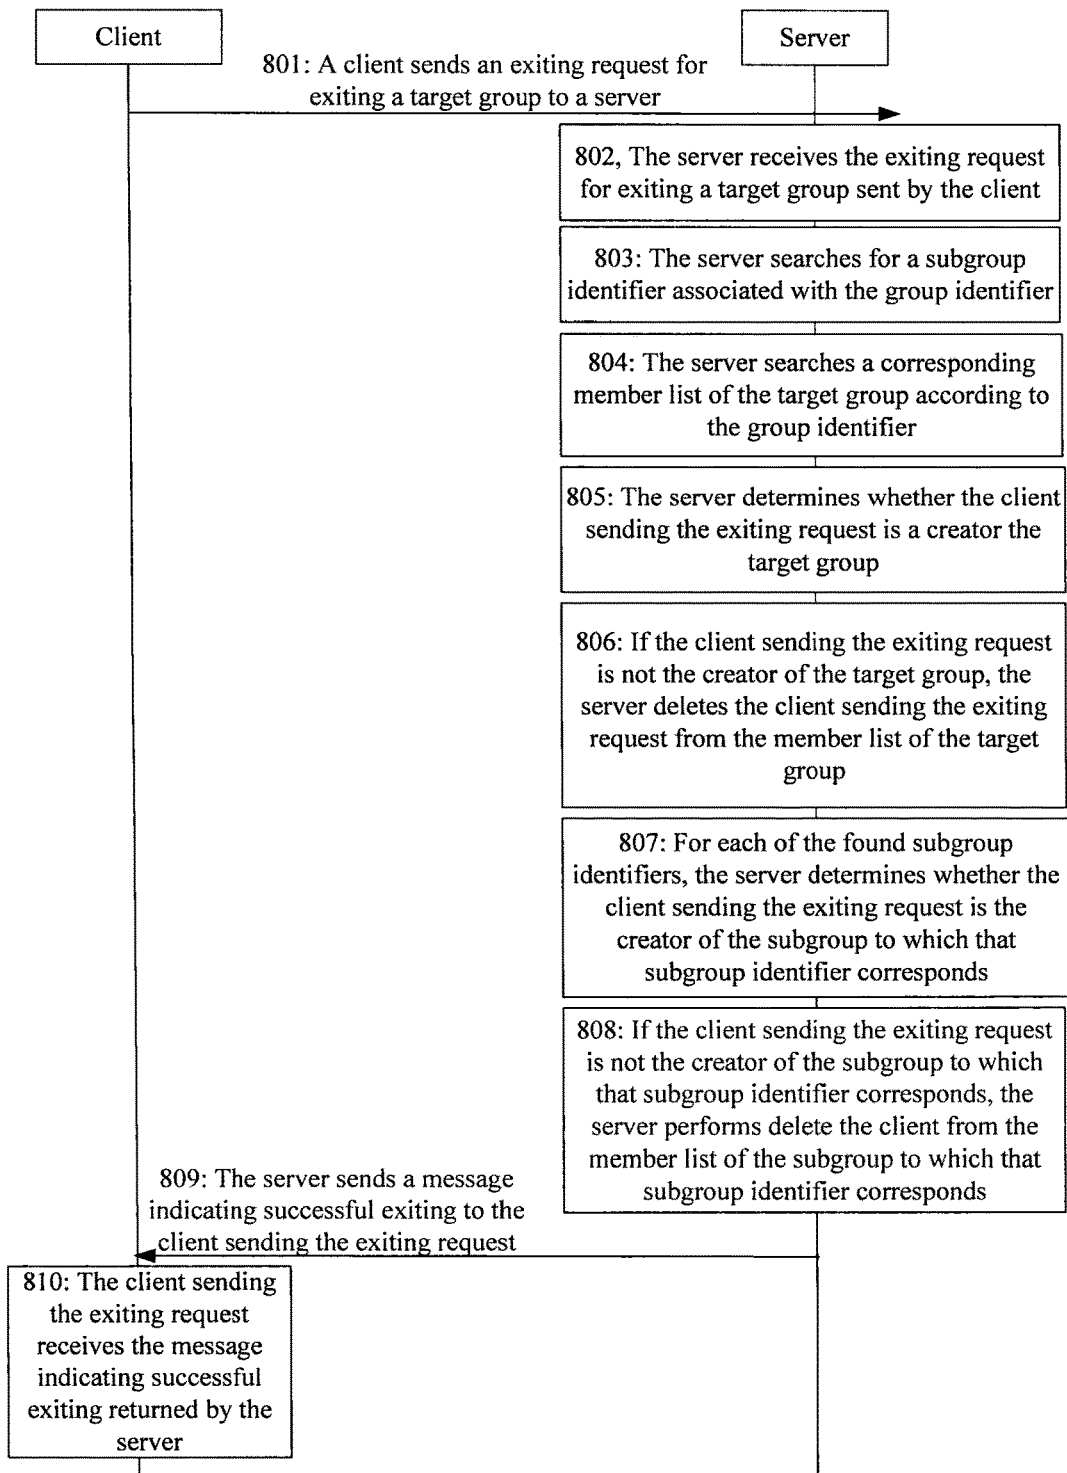 Client
Server
801: A client sends an exiting request for
exiting a target group to a server
802, The server receives the exiting request
for exiting a target group sent by the client
803: The server searches for a subgroup
identifier associated with the group identifier
804: The server searches a corresponding
member list of the target group according to
the group identifier
805: The server determines whether the client
sending the exiting request is a creator the
target group
806: If the client sending the exiting request
is not the creator of the target group, the
server deletes the client sending the exiting
request from the member list of the target
group
807: For each of the found subgroup
identifiers, the server determines whether the
client sending the exiting request is the
creator of the subgroup to which that
subgroup identifier corresponds
808: If the client sending the exiting request
is not the creator of the subgroup to which
that subgroup identifier corresponds, the
server performs delete the client from the
member list of the subgroup to which that
subgroup identifier corresponds
809: The server sends a message
indicating successful exiting to the
client sending the exiting request
810: The client sending
the exiting request
receives the message
indicating successful
exiting returned by the
server